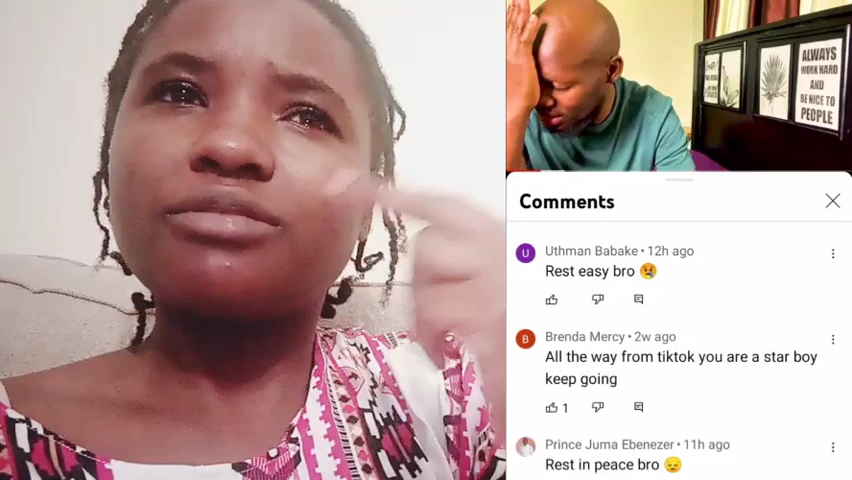 ALWAYS
WORK HARD
AND
BE NICE TO
PEOPLE
Comments
U
Uthman Babake • 12h ago
Rest easy bro 😢
B
Brenda Mercy • 2w ago
All the way from tiktok you are a star boy
keep going
1
Prince Juma Ebenezer • 11h ago
Rest in peace bro 😔